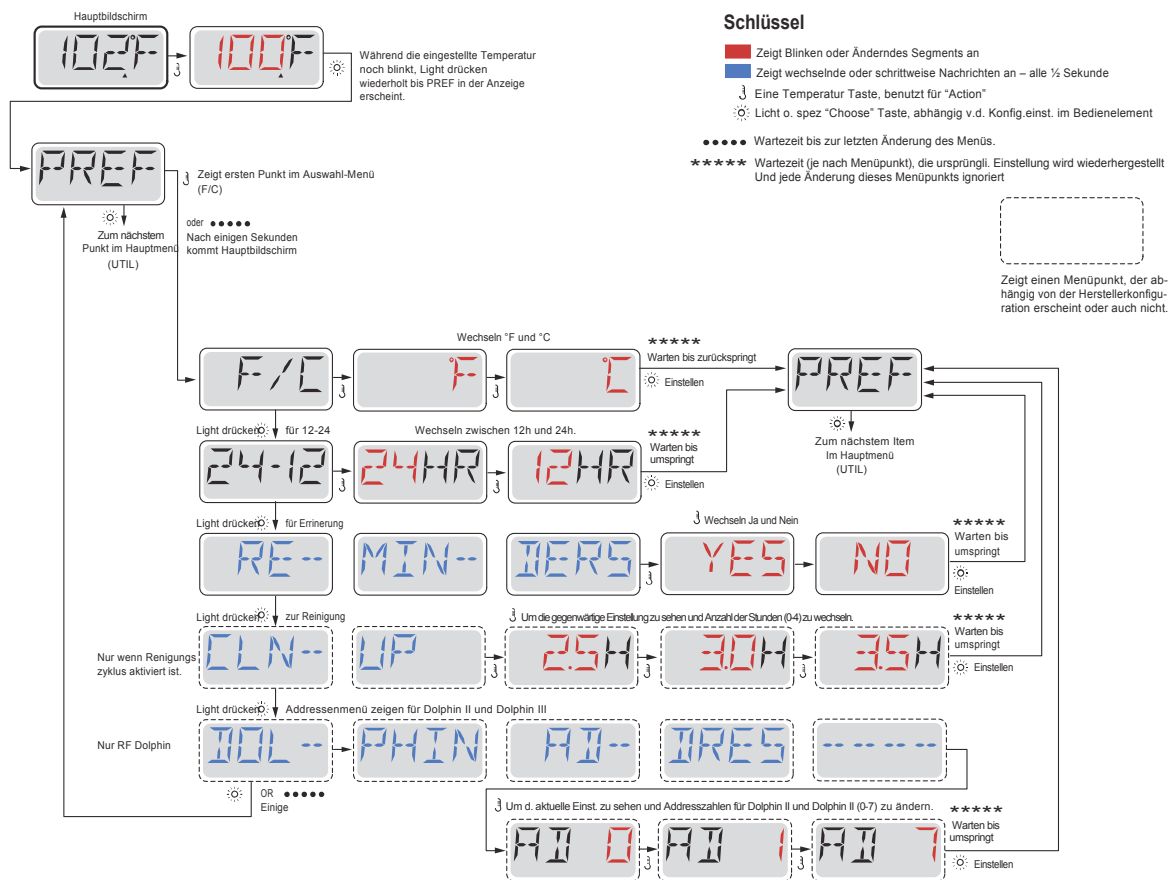 Hauptbildschirm
102°F
100°F
Während die eingestellte Temperatur
noch blinkt, Light drücken
wiederholt bis PREF in der Anzeige
erscheint.
Schlüssel
Zeigt Blinken oder Änderndes Segments an
Zeigt wechselnde oder schrittweise Nachrichten an – alle ½ Sekunde
Eine Temperatur Taste, benutzt für “Action”
Licht o. spez “Choose” Taste, abhängig v.d. Konfig.einst. im Bedienelement
••••• Wartezeit bis zur letzten Änderung des Menüs.
***** Wartezeit (je nach Menüpunkt), die ursprüngli. Einstellung wird wiederhergestellt
Und jede Änderung dieses Menüpunkts ignoriert
Zeigt einen Menüpunkt, der ab-
hängig von der Herstellerkonfigu-
ration erscheint oder auch nicht.
PREF
Zeigt ersten Punkt im Auswahl-Menü
(F/C)
oder •••••
Nach einigen Sekunden
kommt Hauptbildschirm
Zum nächstem
Punkt im Hauptmenü
(UTIL)
Wechseln °F und °C
F/C
°F
°C
*****
Warten bis zurückspringt
Einstellen
PREF
Zum nächstem Item
Im Hauptmenü
(UTIL)
Light drücken für 12-24
Wechseln zwischen 12h und 24h.
24-12
24HR
12HR
*****
Warten bis
umspringt
Einstellen
Light drücken für Errinerung
Wechseln Ja und Nein
RE--
MIN--
DERS
YES
NO
*****
Warten bis
umspringt
Einstellen
Light drücken zur Reinigung
Um die gegenwärtige Einstellung zu sehen und Anzahl der Stunden (0-4) zu wechseln.
Nur wenn Renigungs
zyklus aktiviert ist.
CLN--
UP
2.5H
3.0H
3.5H
*****
Warten bis
umspringt
Einstellen
Light drücken Addressenmenü zeigen für Dolphin II und Dolphin III
Nur RF Dolphin
DOL--
PHIN
AD--
DRES
-----
OR •••••
Einige
Um d. aktuelle Einst. zu sehen und Addresszahlen für Dolphin II und Dolphin II (0-7) zu ändern.
AD 0
AD 1
AD 7
*****
Warten bis
umspringt
Einstellen